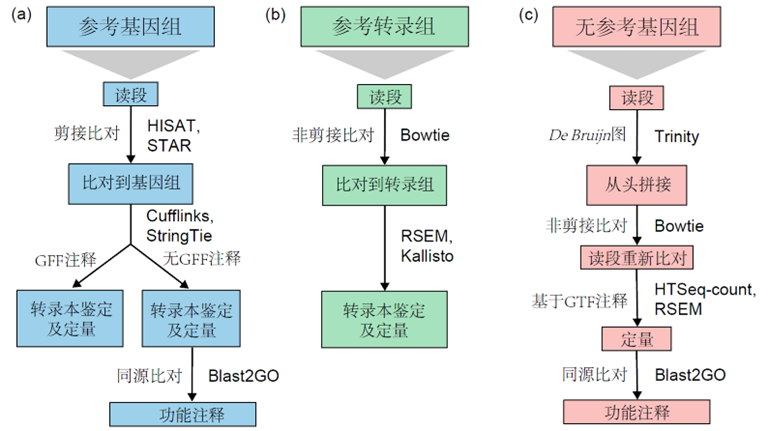 (a)
参考基因组
读段
剪接比对
HISAT,
STAR
比对到基因组
Cufflinks,
StringTie
GFF注释
无GFF注释
转录本鉴定
及定量
转录本鉴定
及定量
同源比对
Blast2GO
功能注释
(b)
参考转录组
读段
非剪接比对
Bowtie
比对到转录组
RSEM,
Kallisto
转录本鉴定
及定量
(c)
无参考基因组
读段
De Bruijn图
Trinity
从头拼接
非剪接比对
Bowtie
读段重新比对
基于GTF注释
HTSeq-count,
RSEM
定量
同源比对
Blast2GO
功能注释